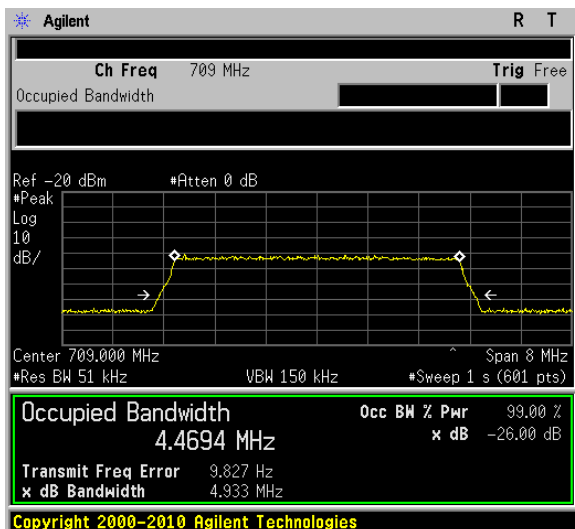 Agilent R T
Ch Freq 709 MHz Trig Free
Occupied Bandwidth
Ref -20 dBm #Atten 0 dB
#Peak
Log
10
dB/
Center 709.000 MHz Span 8 MHz
#Res BW 51 kHz VBW 150 kHz #Sweep 1 s (601 pts)
Occupied Bandwidth Occ BW % Pwr 99.00 %
4.4694 MHz x dB -26.00 dB
Transmit Freq Error 9.827 Hz
x dB Bandwidth 4.933 MHz
Copyright 2000-2010 Agilent Technologies